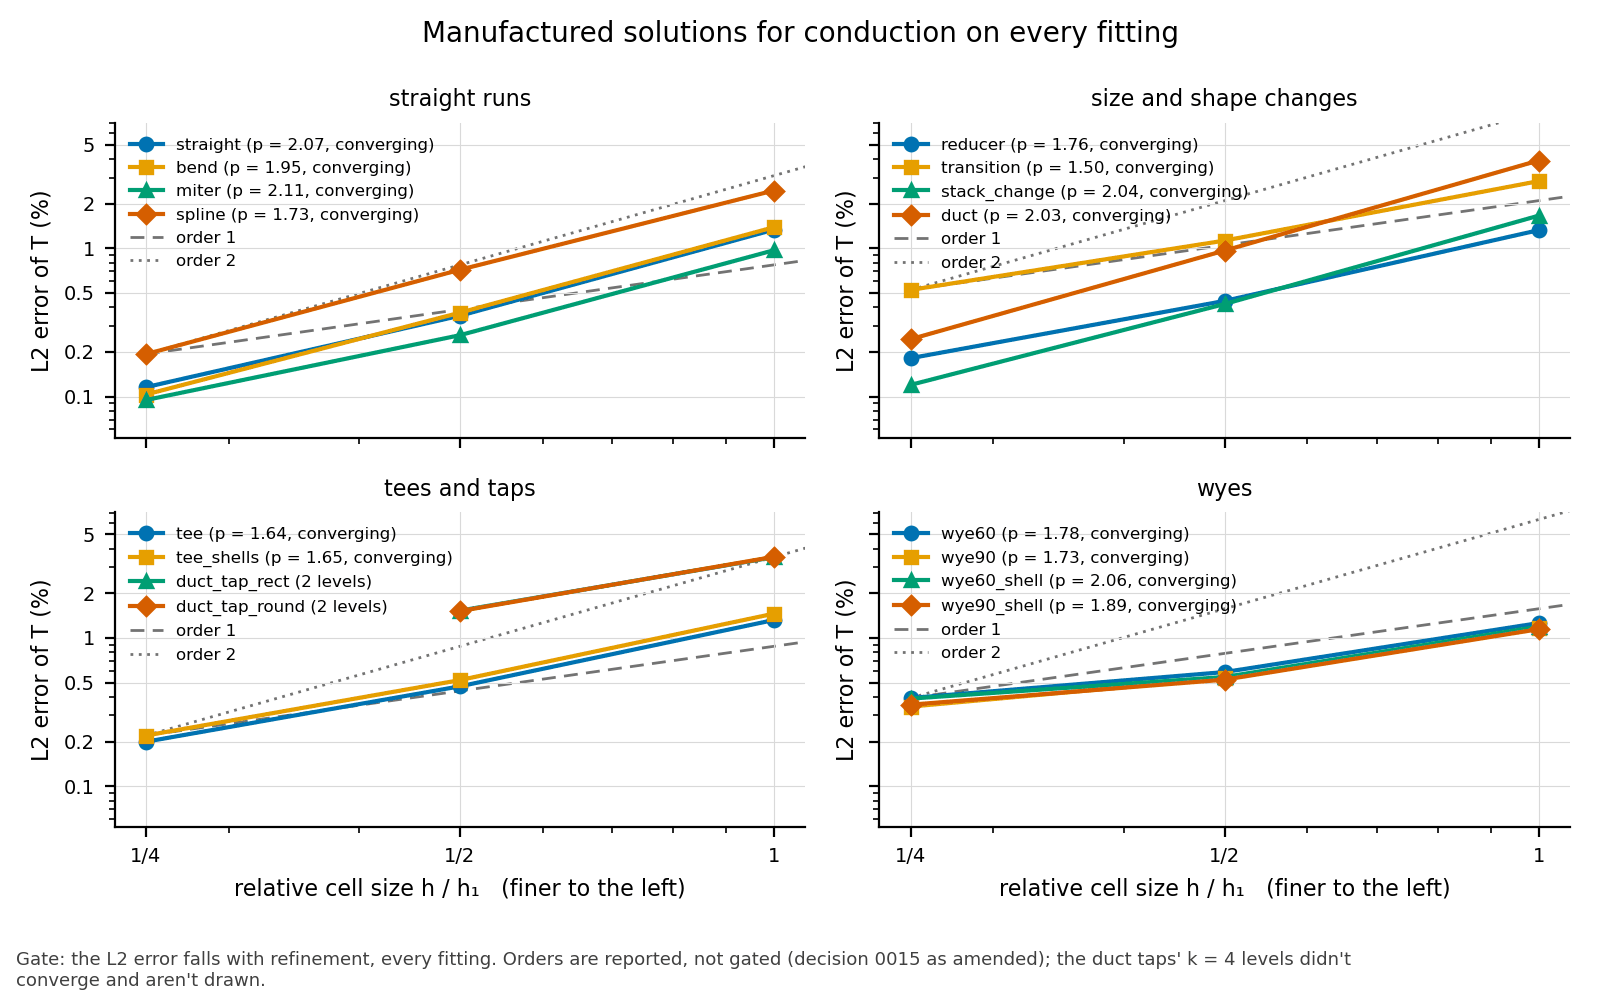 Manufactured solutions for conduction on every fitting
straight runs
L2 error of T (%)
5
2
1
0.5
0.2
0.1
straight (p = 2.07, converging)
bend (p = 1.95, converging)
miter (p = 2.11, converging)
spline (p = 1.73, converging)
order 1
order 2
size and shape changes
L2 error of T (%)
reducer (p = 1.76, converging)
transition (p = 1.50, converging)
stack_change (p = 2.04, converging)
duct (p = 2.03, converging)
order 1
order 2
tees and taps
L2 error of T (%)
5
2
1
0.5
0.2
0.1
tee (p = 1.64, converging)
tee_shells (p = 1.65, converging)
duct_tap_rect (2 levels)
duct_tap_round (2 levels)
order 1
order 2
1/4 1/2 1
relative cell size h / h₁ (finer to the left)
wyes
L2 error of T (%)
wye60 (p = 1.78, converging)
wye90 (p = 1.73, converging)
wye60_shell (p = 2.06, converging)
wye90_shell (p = 1.89, converging)
order 1
order 2
1/4 1/2 1
relative cell size h / h₁ (finer to the left)
Gate: the L2 error falls with refinement, every fitting. Orders are reported, not gated (decision 0015 as amended); the duct taps' k = 4 levels didn't
converge and aren't drawn.